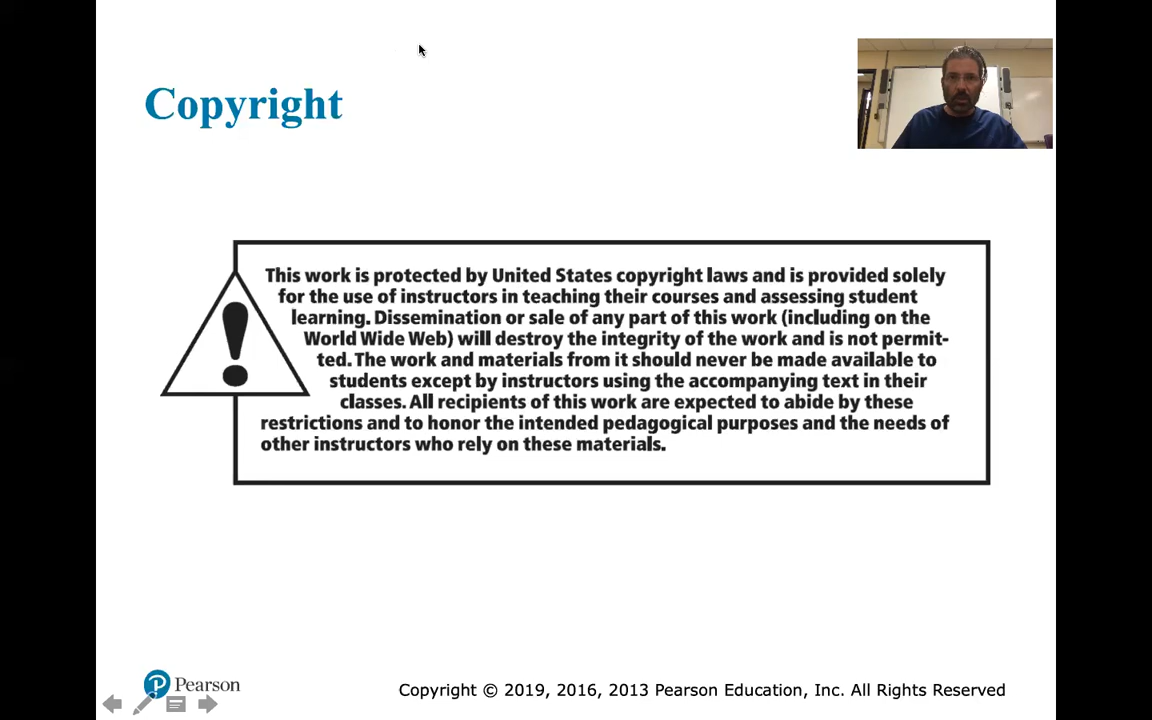 Copyright
This work is protected by United States copyright laws and is provided solely
for the use of instructors in teaching their courses and assessing student
learning. Dissemination or sale of any part of this work (including on the
World Wide Web) will destroy the integrity of the work and is not permit-
ted. The work and materials from it should never be made available to
students except by instructors using the accompanying text in their
classes. All recipients of this work are expected to abide by these
restrictions and to honor the intended pedagogical purposes and the needs of
other instructors who rely on these materials.
Pearson
Copyright © 2019, 2016, 2013 Pearson Education, Inc. All Rights Reserved